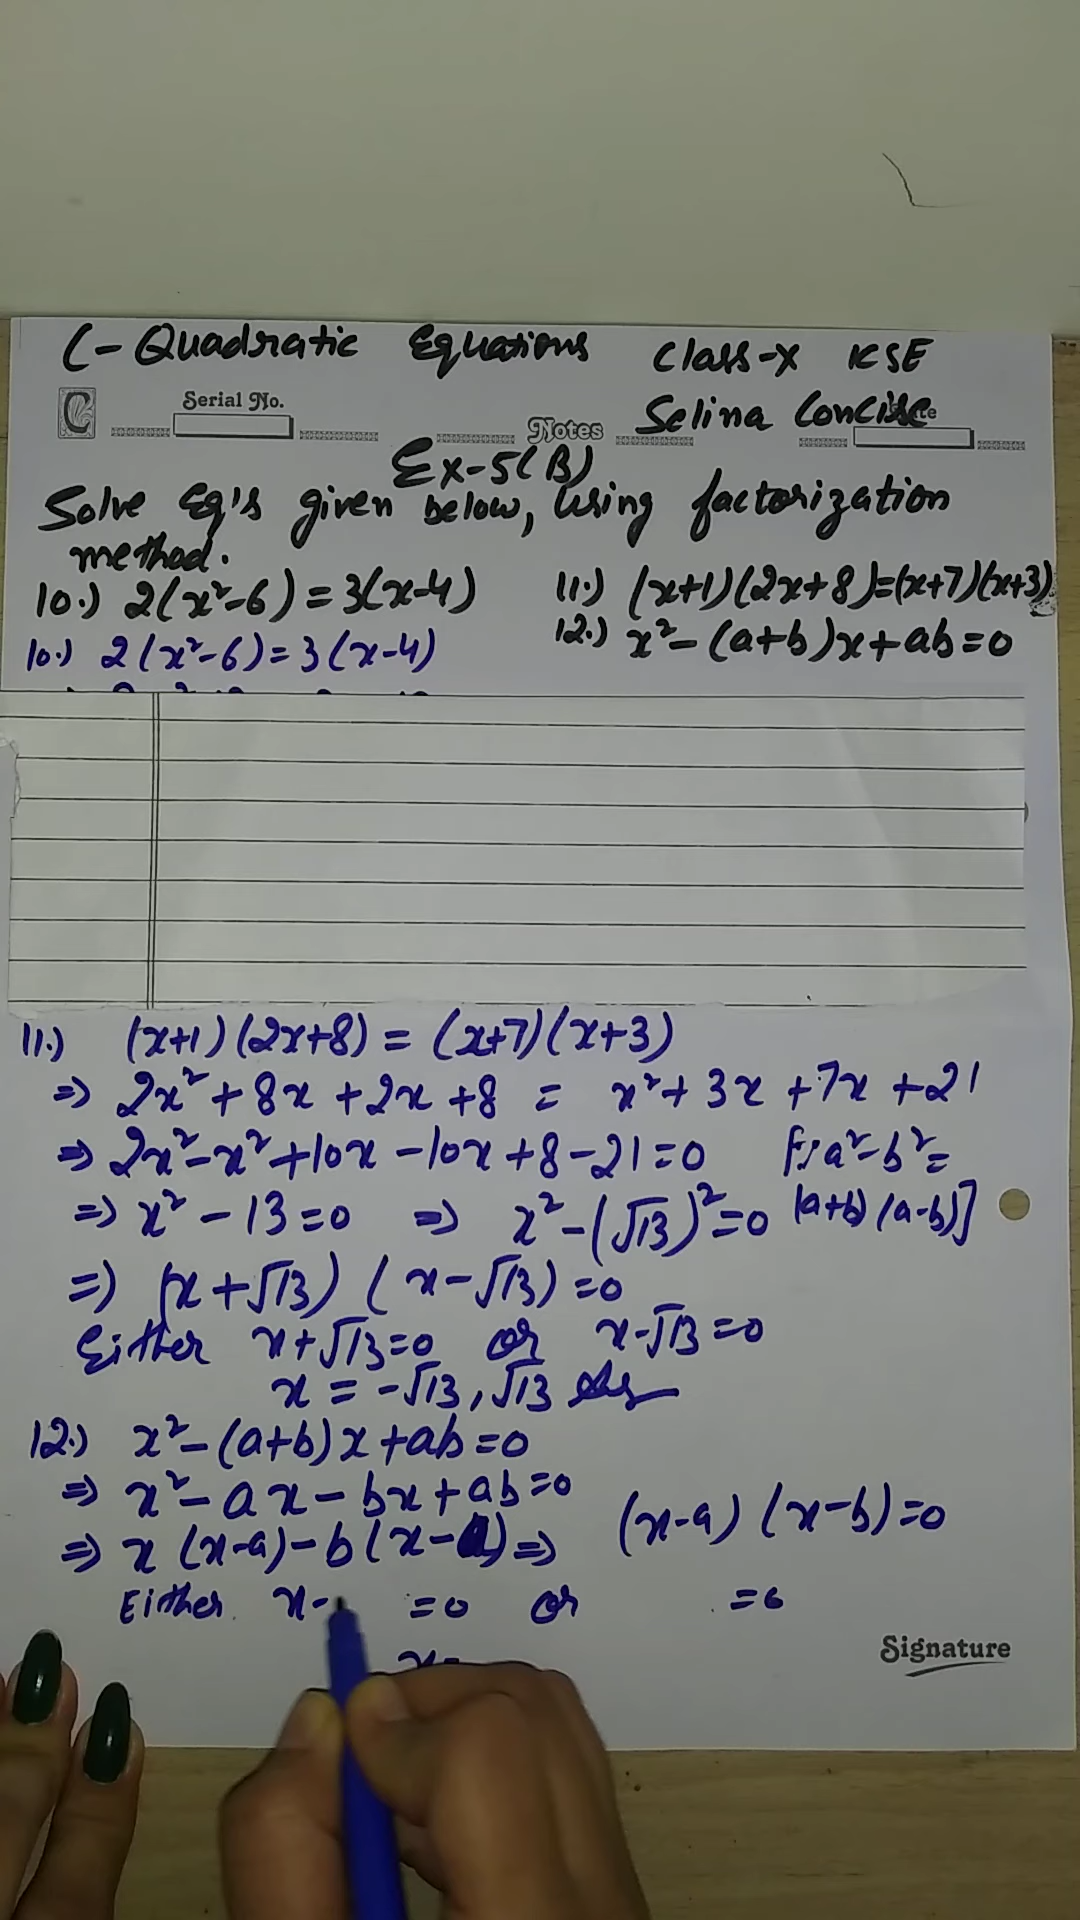 C- Quadratic Equations Class-X ICSE
C Serial No. Notes Selina Concise
Ex-5(B)
Solve Eq's given below, using factorization
method.
10.) 2(x²-6)=3(x-4) 11.) (x+1)(2x+8)=(x+7)(x+3)
10.) 2(x²-6)=3(x-4) 12.) x²-(a+b)x+ab=0
11.) (x+1)(2x+8) = (x+7)(x+3)
⇒ 2x²+8x+2x+8 = x²+3x+7x+21
⇒ 2x²-x²+10x-10x+8-21=0 [∵a²-b²=
⇒ x²-13=0 ⇒ x²-(√13)²=0 (a+b)(a-b)]
⇒ (x+√13)(x-√13)=0
Either x+√13=0 or x-√13=0
x = -√13, √13 Ans
12.) x²-(a+b)x+ab=0
⇒ x²-ax-bx+ab=0
⇒ x(x-a)-b(x-a)⇒ (x-a)(x-b)=0
Either x- =0 or =0
Signature
x=